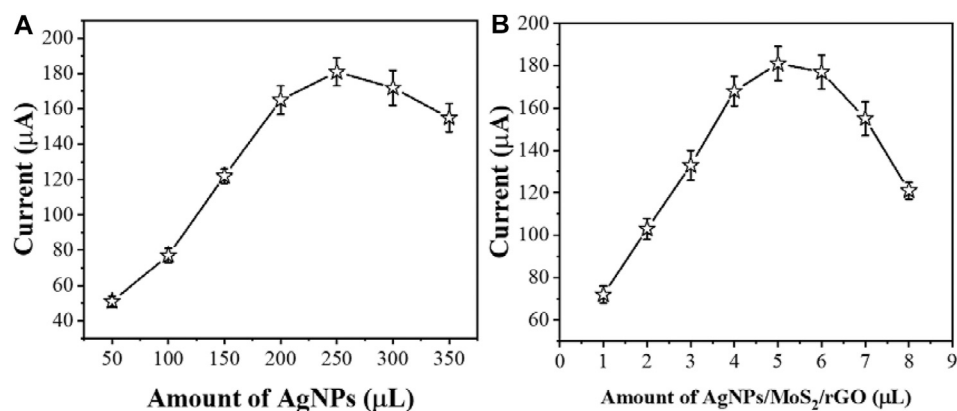 A
Current (μA)
200
180
160
140
120
100
80
60
40
50 100 150 200 250 300 350
Amount of AgNPs (μL)
B
Current (μA)
200
180
160
140
120
100
80
60
0 1 2 3 4 5 6 7 8 9
Amount of AgNPs/MoS₂/rGO (μL)